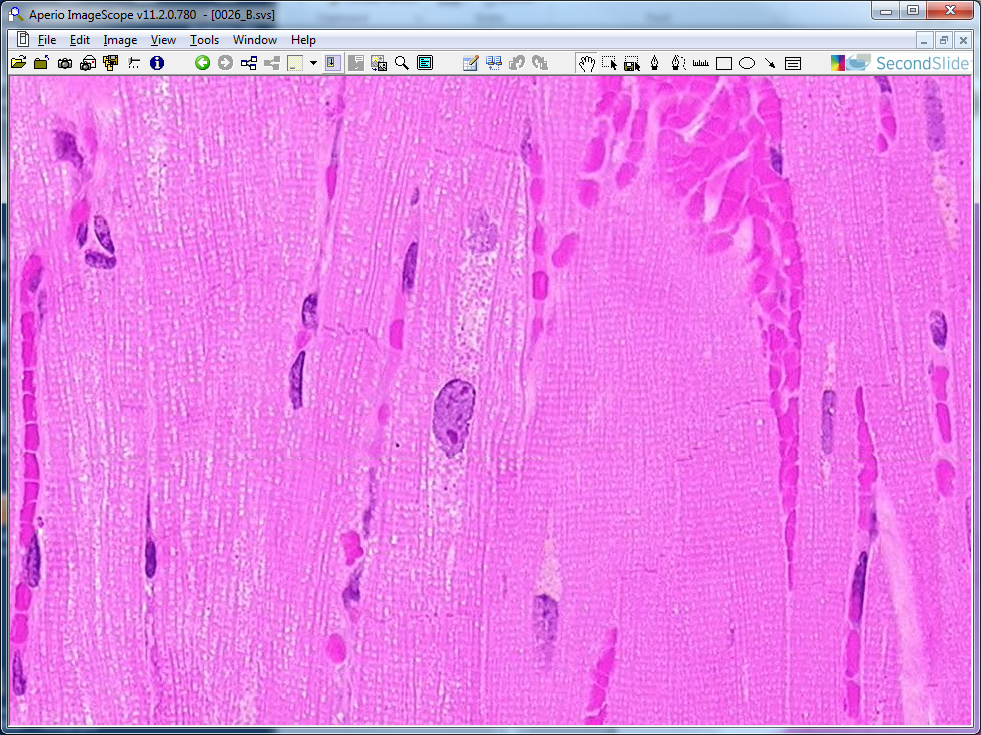 Aperio ImageScope v11.2.0.780 - [0026_B.svs]
File Edit Image View Tools Window Help
SecondSlide